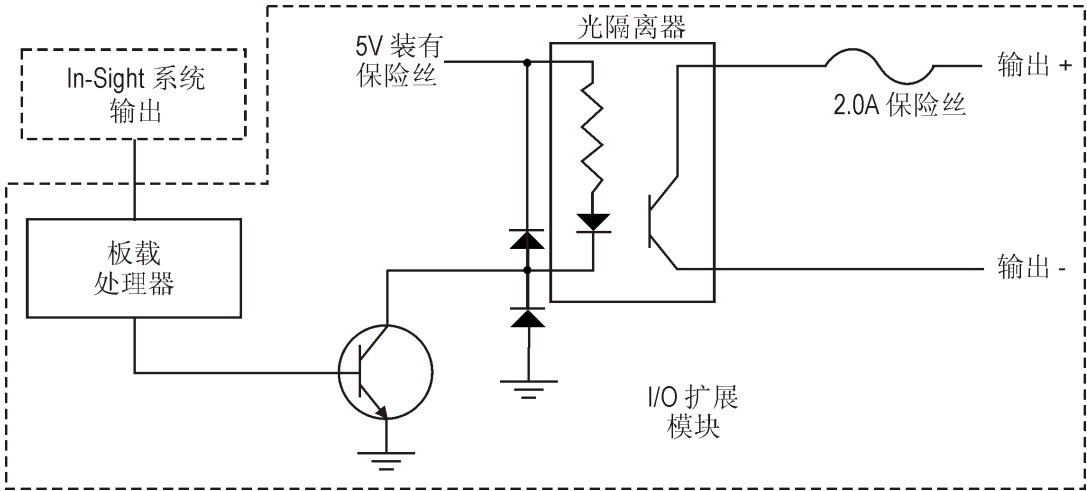 光隔离器
5V 装有
保险丝
In-Sight 系统
输出
输出 +
2.0A 保险丝
板载
处理器
输出 -
I/O 扩展
模块